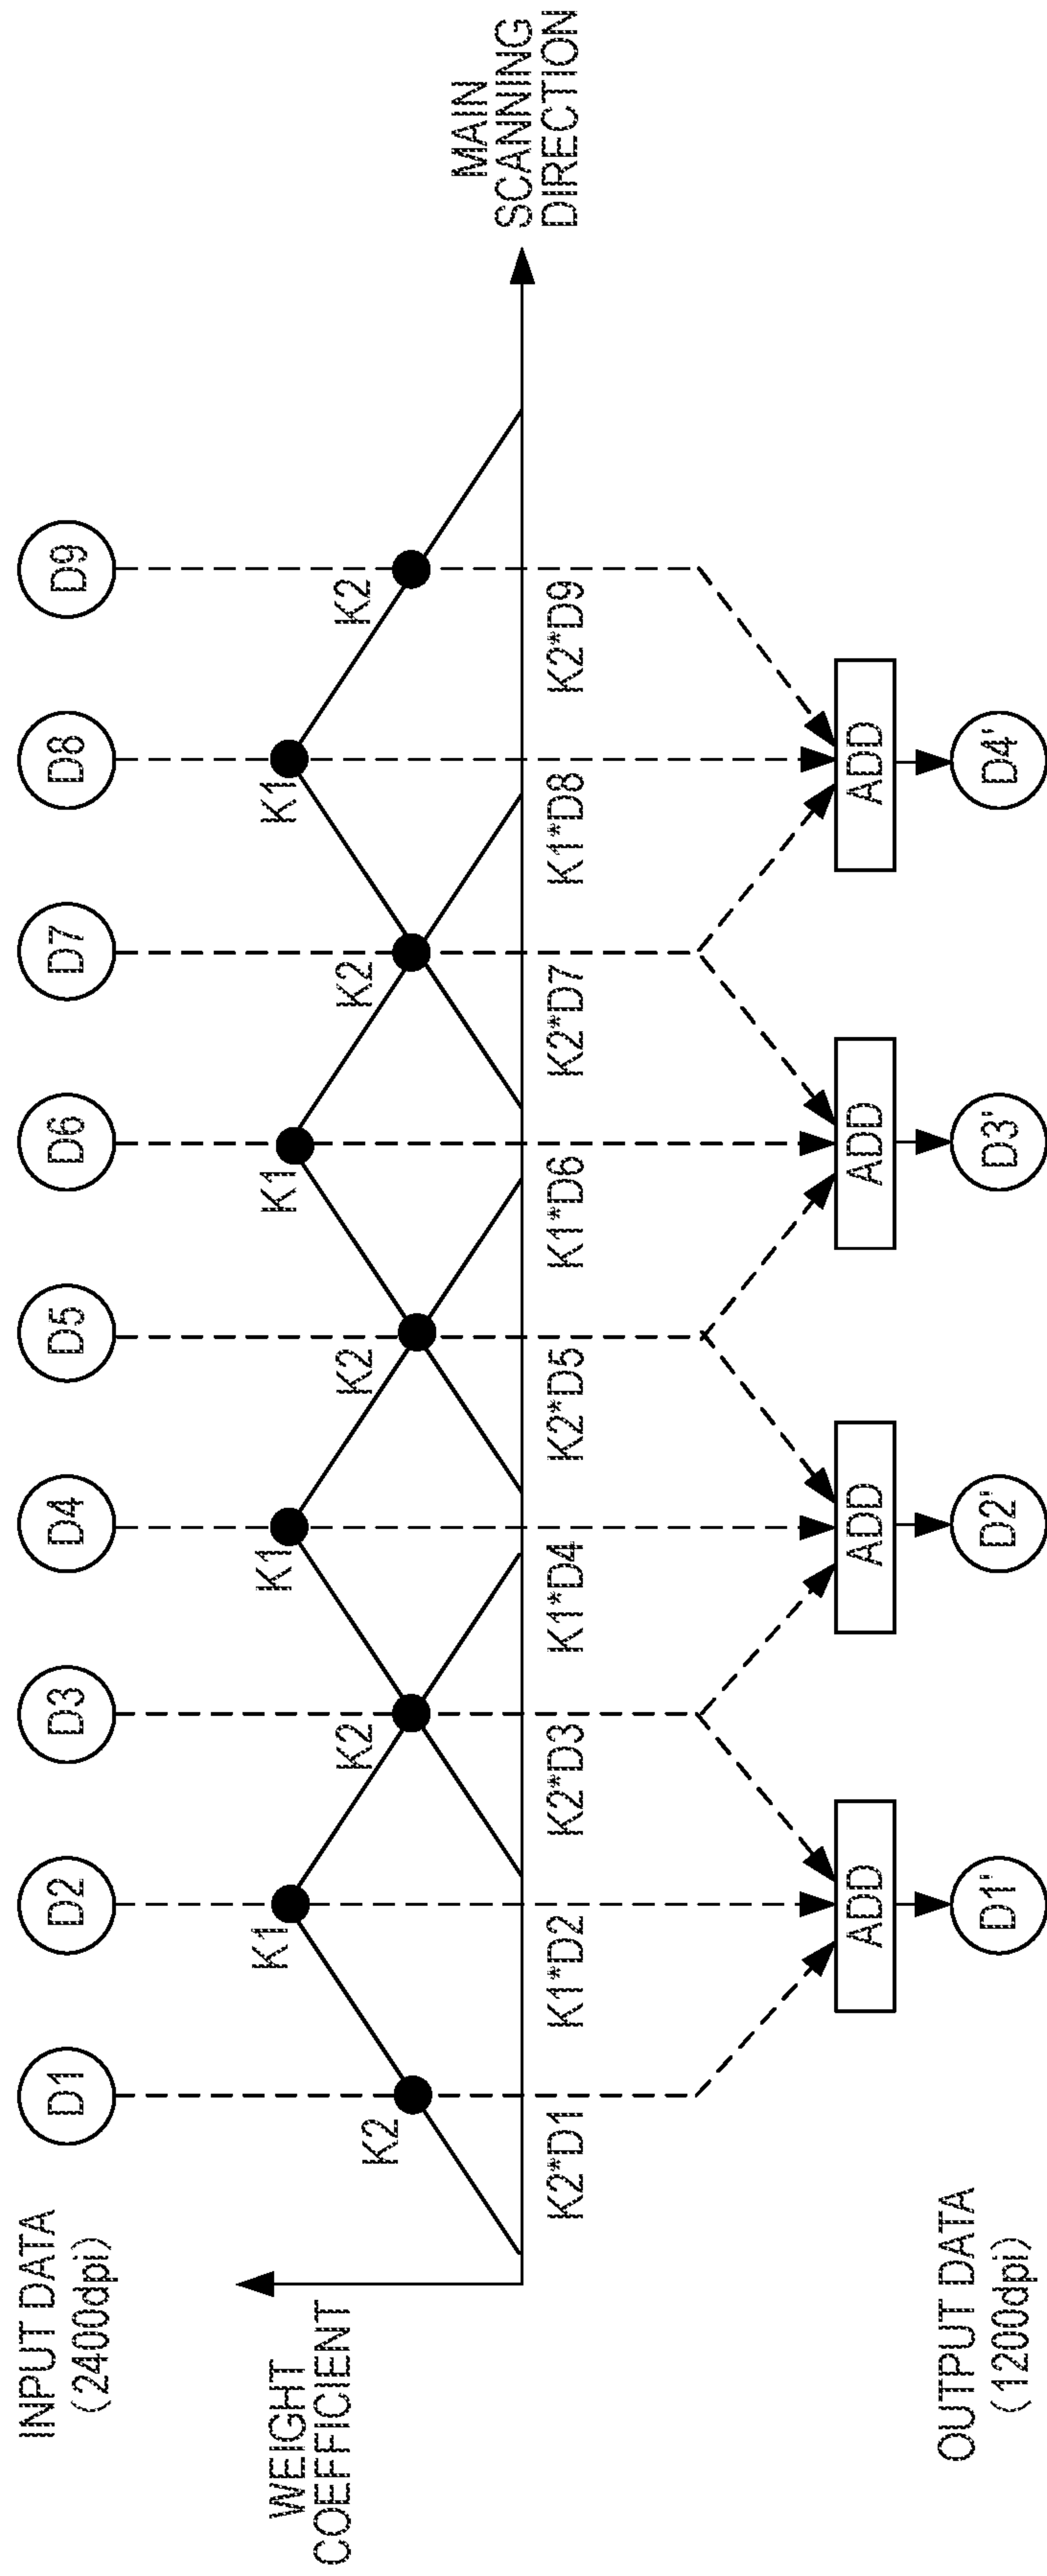 INPUT DATA
(2400dpi)
D1
D2
D3
D4
D5
D6
D7
D8
D9
WEIGHT
COEFFICIENT
K2
K1
K2
K1
K2
K1
K2
K1
K2
MAIN
SCANNING
DIRECTION
K2*D1
K1*D2
K2*D3
K1*D4
K2*D5
K1*D6
K2*D7
K1*D8
K2*D9
ADD
ADD
ADD
ADD
OUTPUT DATA
(1200dpi)
D1'
D2'
D3'
D4'